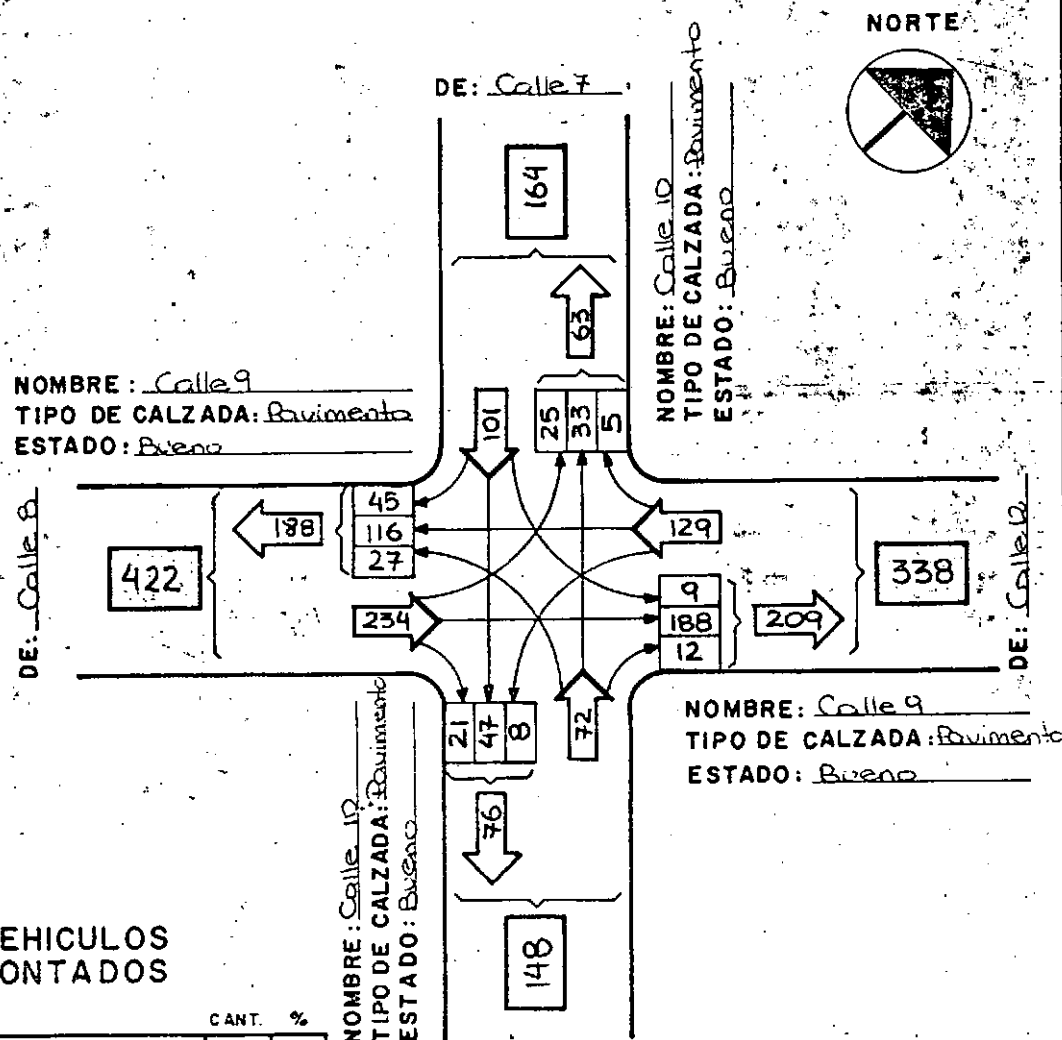 NORTE
DE: Calle 7
164
NOMBRE: Calle 10
TIPO DE CALZADA: Pavimento
ESTADO: Bueno
63
NOMBRE: Calle 9
TIPO DE CALZADA: Pavimento
ESTADO: Bueno
101
25 33 5
DE: Calle 8
45
116
27
188
129
422
338
9
188
12
209
234
DE: Calle 12
21 47 8
72
NOMBRE: Calle 9
TIPO DE CALZADA: Pavimento
ESTADO: Bueno
76
NOMBRE: Calle 10
TIPO DE CALZADA: Pavimento
ESTADO: Bueno
148
EHICULOS
ONTADOS
CANT. %